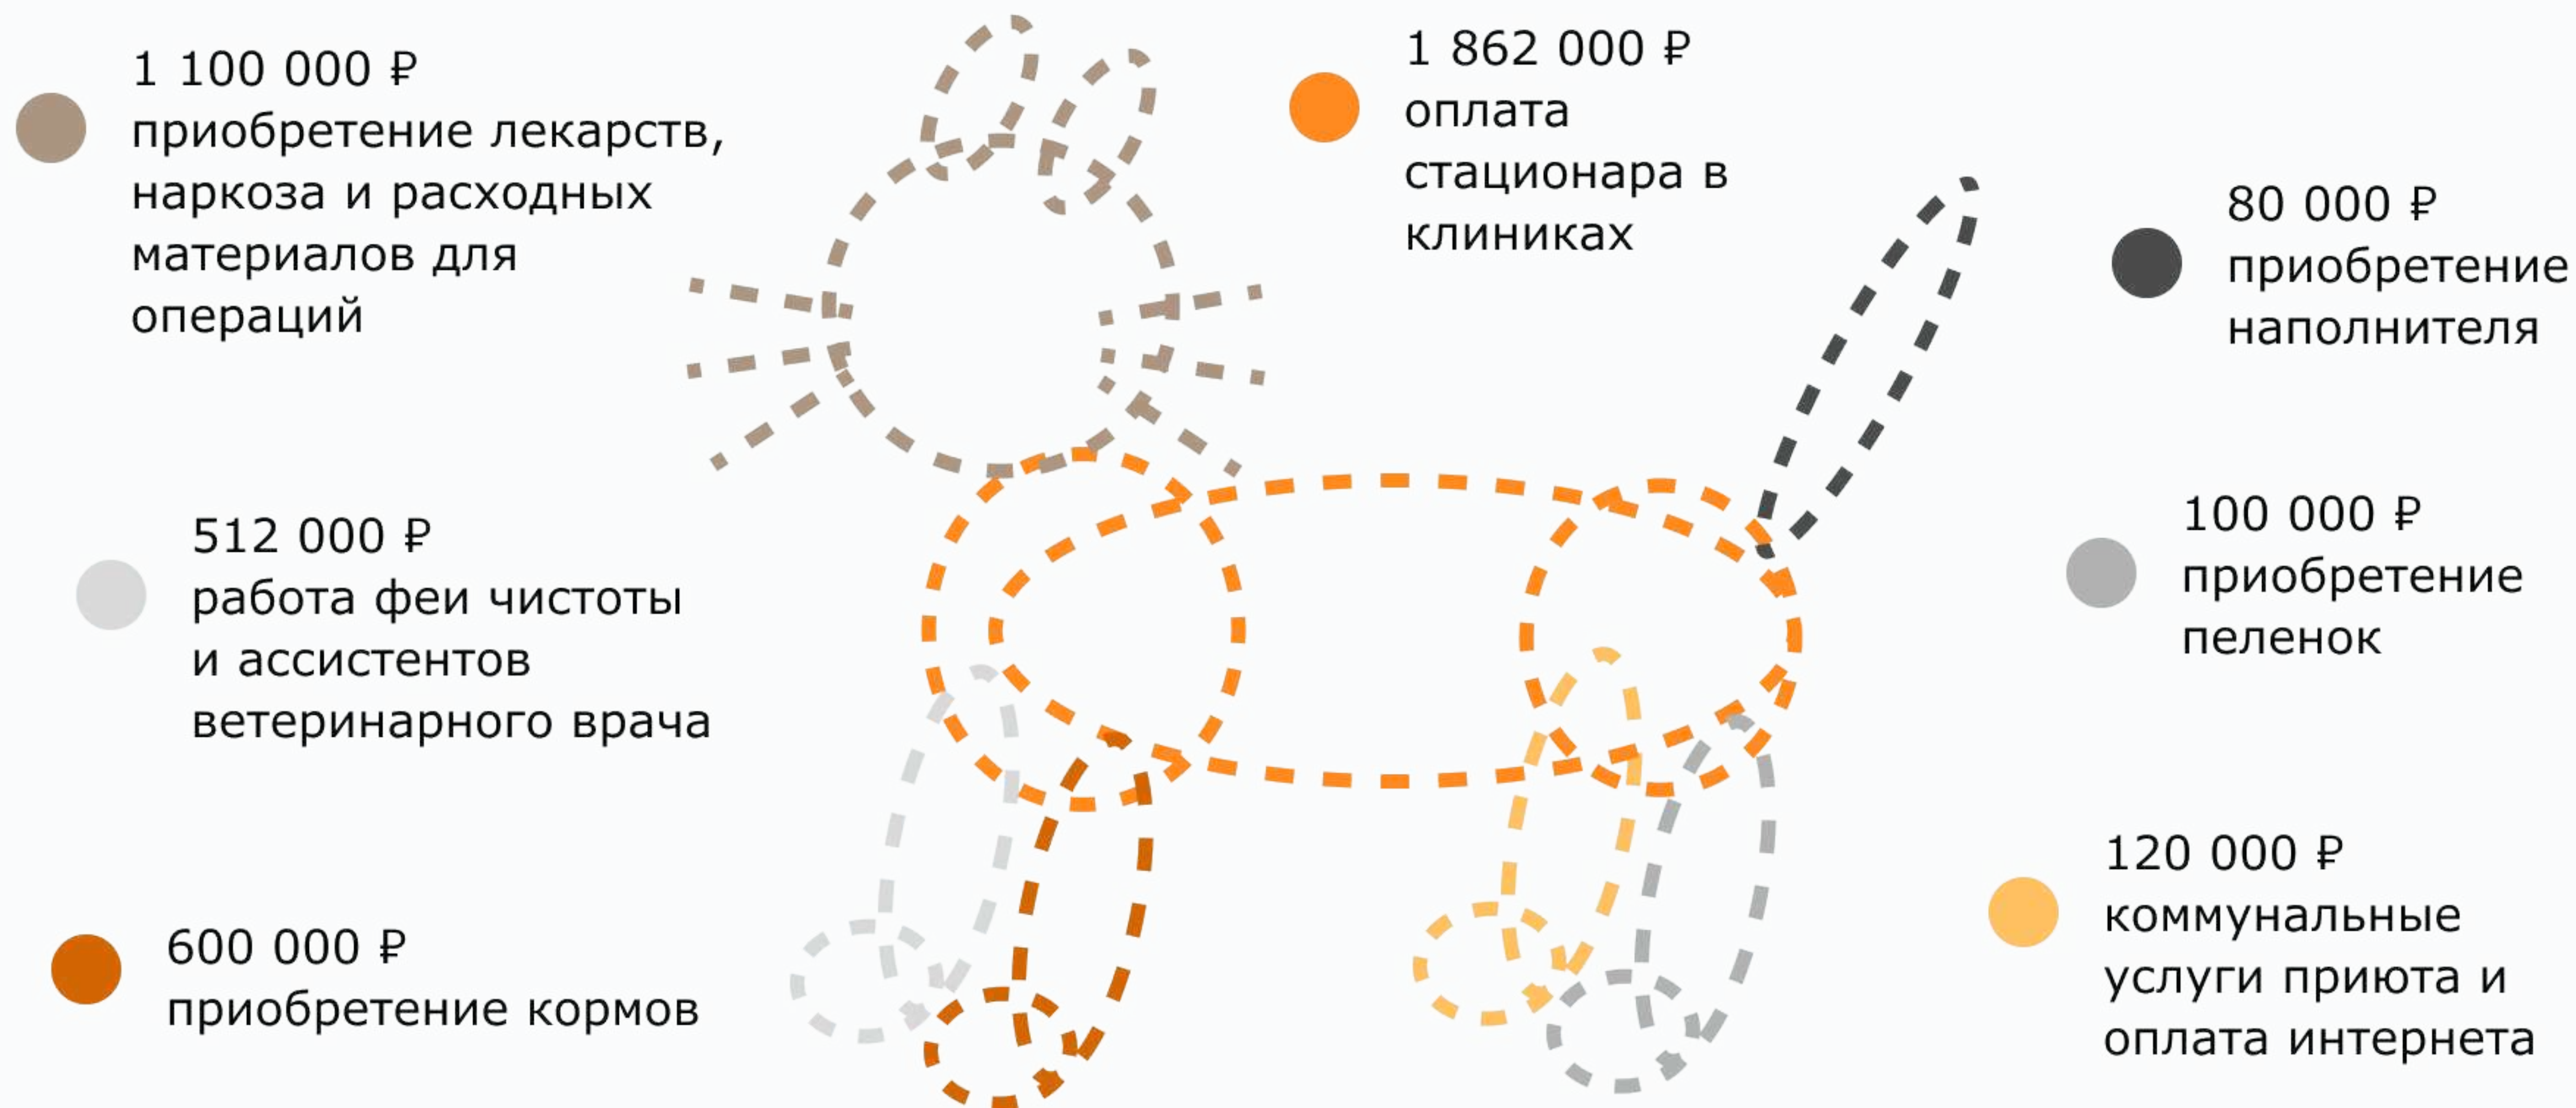 1 100 000 ₽
приобретение лекарств,
наркоза и расходных
материалов для
операций
1 862 000 ₽
оплата
стационара в
клиниках
80 000 ₽
приобретение
наполнителя
512 000 ₽
работа феи чистоты
и ассистентов
ветеринарного врача
100 000 ₽
приобретение
пеленок
600 000 ₽
приобретение кормов
120 000 ₽
коммунальные
услуги приюта и
оплата интернета